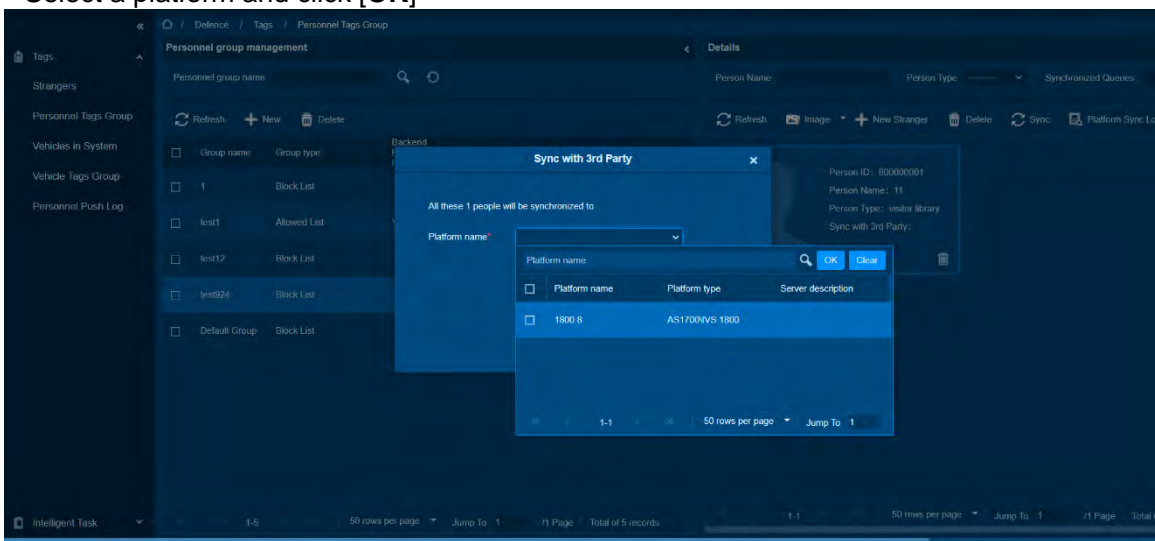 Select a platform and click [OK]
« / Defence / Tags / Personnel Tags Group
Personnel group management
Details
Tags
Strangers
Personnel Tags Group
Vehicles in System
Vehicle Tags Group
Personnel Push Log
Intelligent Task
Personnel group name
Refresh New Delete
Group name Group type Backend
1 Block List
test1 Allowed List
test12 Block List
test924 Block List
Default Group Block List
1-5 50 rows per page Jump To 1 /1 Page Total of 5 records
Person Name Person Type Synchronized Queries
Refresh Image New Stranger Delete Sync Platform Sync Lo
Person ID: 800000001
Person Name: 11
Person Type: visitor library
Sync with 3rd Party:
1-1 50 rows per page Jump To 1 /1 Page Total
Sync with 3rd Party ×
All these 1 people will be synchronized to
Platform name*
Platform name OK Clear
Platform name Platform type Server description
1800 8 AS1700\IVS 1800
1-1 50 rows per page Jump To 1